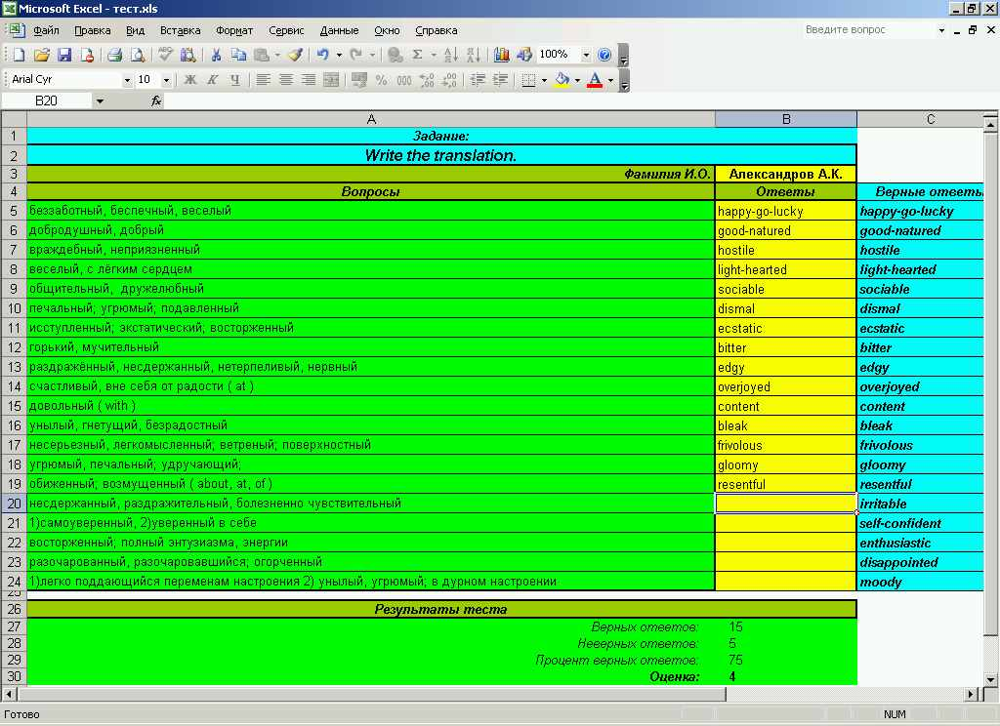 Microsoft Excel - тест.xls
Файл Правка Вид Вставка Формат Сервис Данные Окно Справка Введите вопрос
100%
Arial Cyr 10 Ж К Ч
B20 fx
A B C
1 Задание:
2 Write the translation.
3 Фамилия И.О. Александров А.К.
4 Вопросы Ответы Верные ответы
5 беззаботный, беспечный, веселый happy-go-lucky happy-go-lucky
6 добродушный, добрый good-natured good-natured
7 враждебный, неприязненный hostile hostile
8 веселый, с лёгким сердцем light-hearted light-hearted
9 общительный, дружелюбный sociable sociable
10 печальный; угрюмый, подавленный dismal dismal
11 исступленный; экстатический; восторженный ecstatic ecstatic
12 горький, мучительный bitter bitter
13 раздражённый, несдержанный, нетерпеливый, нервный edgy edgy
14 счастливый, вне себя от радости ( at ) overjoyed overjoyed
15 довольный ( with ) content content
16 унылый, гнетущий, безрадостный bleak bleak
17 несерьезный, легкомысленный; ветреный; поверхностный frivolous frivolous
18 угрюмый, печальный, удручающий; gloomy gloomy
19 обиженный; возмущенный ( about, at, of ) resentful resentful
20 несдержанный, раздражительный, болезненно чувствительный irritable
21 1)самоуверенный, 2)уверенный в себе self-confident
22 восторженный; полный энтузиазма, энергии enthusiastic
23 разочарованный, разочаровавшийся; огорченный disappointed
24 1)легко поддающийся переменам настроения 2) унылый, угрюмый; в дурном настроении moody
25
26 Результаты теста
27 Верных ответов: 15
28 Неверных ответов: 5
29 Процент верных ответов: 75
30 Оценка: 4
Готово NUM